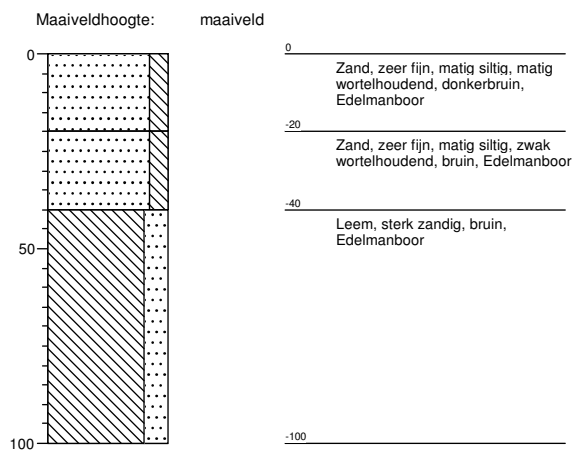 Maaiveldhoogte: maaiveld
0
0
Zand, zeer fijn, matig siltig, matig
wortelhoudend, donkerbruin,
Edelmanboor
-20
Zand, zeer fijn, matig siltig, zwak
wortelhoudend, bruin, Edelmanboor
-40
Leem, sterk zandig, bruin,
Edelmanboor
50
100
-100